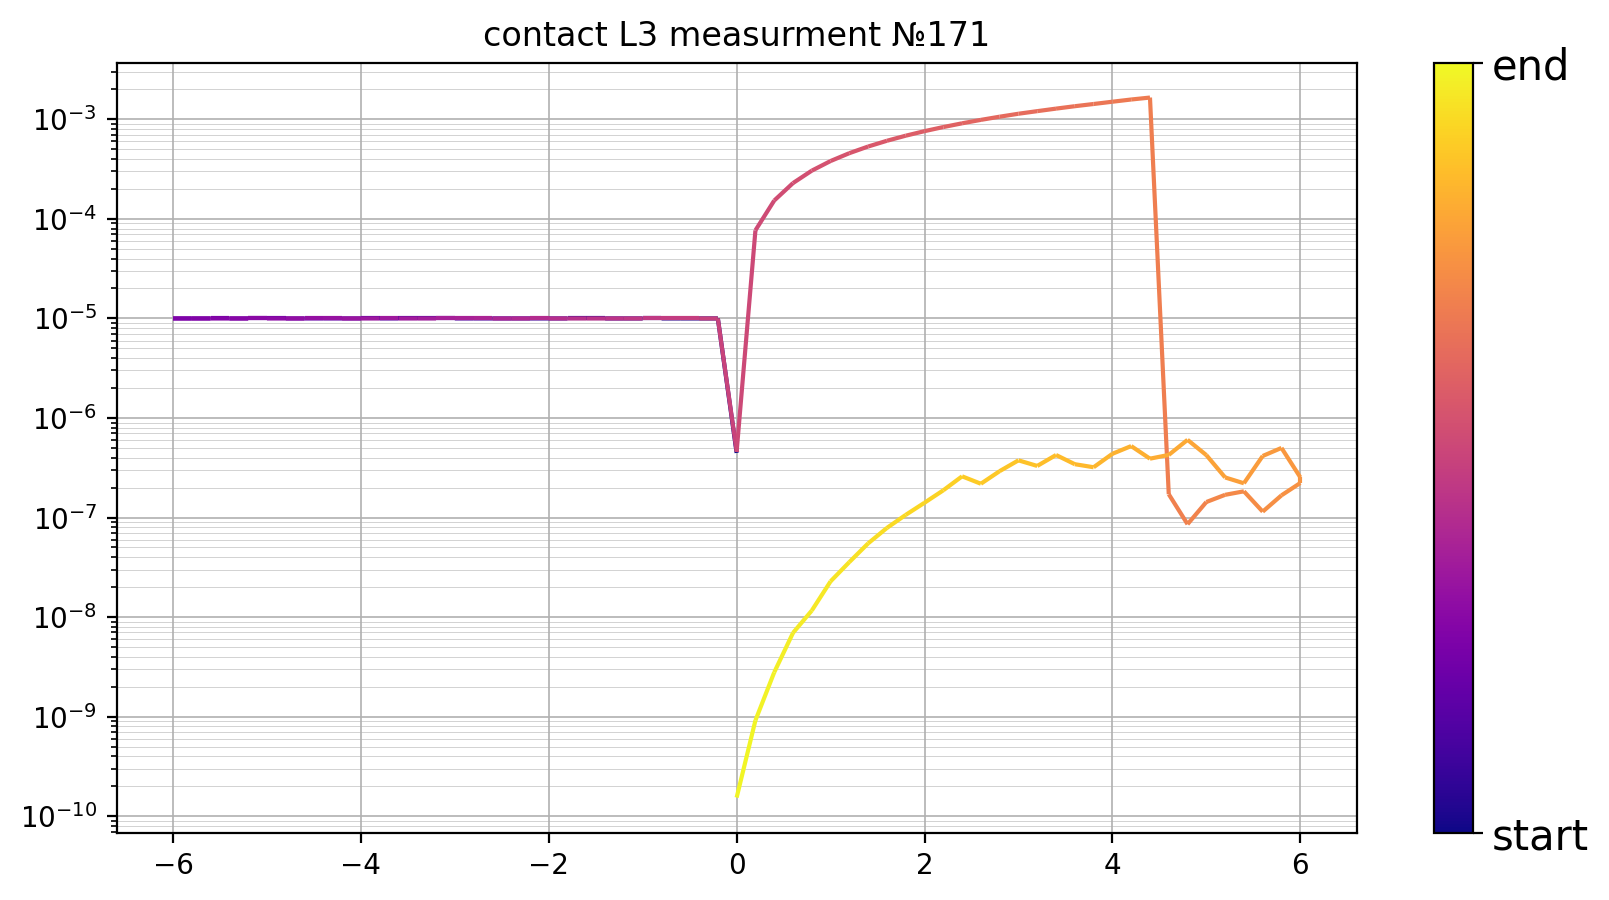 contact L3 measurment №171
end
10⁻³
10⁻⁴
10⁻⁵
10⁻⁶
10⁻⁷
10⁻⁸
10⁻⁹
10⁻¹⁰
start
−6 −4 −2 0 2 4 6